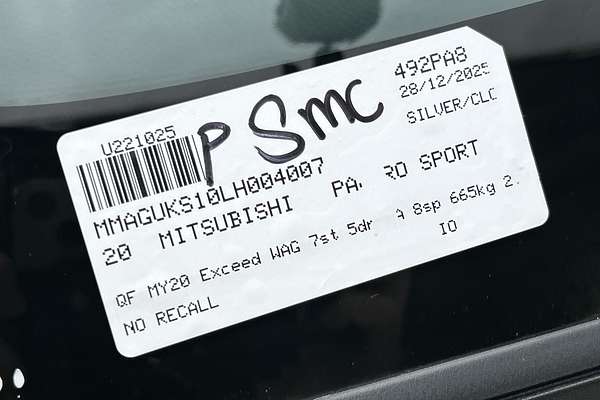 U221025
492PA8
28/12/2025
SILVER/CLO
P SMC
MMAGUKS10LH004007
20 MITSUBISHI PA RO SPORT
QF MY20 Exceed WAG 7st 5dr A 8sp 665kg 2.
NO RECALL
IO